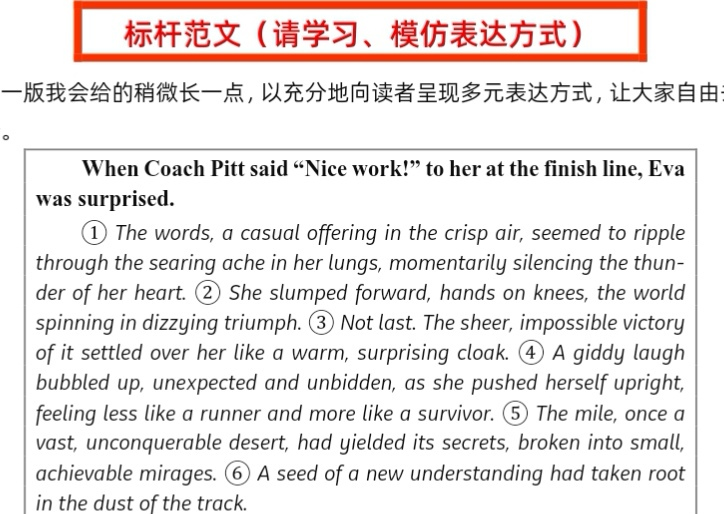 标杆范文（请学习、模仿表达方式）
一版我会给的稍微长一点，以充分地向读者呈现多元表达方式，让大家自由
。
When Coach Pitt said “Nice work!” to her at the finish line, Eva
was surprised.
① The words, a casual offering in the crisp air, seemed to ripple
through the searing ache in her lungs, momentarily silencing the thun-
der of her heart. ② She slumped forward, hands on knees, the world
spinning in dizzying triumph. ③ Not last. The sheer, impossible victory
of it settled over her like a warm, surprising cloak. ④ A giddy laugh
bubbled up, unexpected and unbidden, as she pushed herself upright,
feeling less like a runner and more like a survivor. ⑤ The mile, once a
vast, unconquerable desert, had yielded its secrets, broken into small,
achievable mirages. ⑥ A seed of a new understanding had taken root
in the dust of the track.